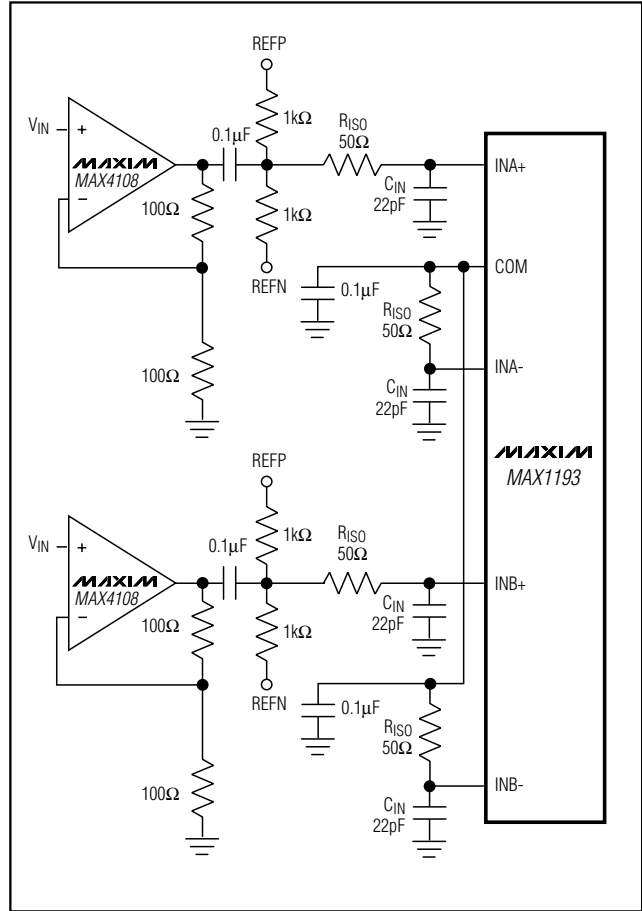 REFP
VIN
+
MAXIM
MAX4108
−
0.1µF
1kΩ
RISO
50Ω
INA+
100Ω
1kΩ
CIN
22pF
REFN
COM
0.1µF
RISO
50Ω
100Ω
INA-
CIN
22pF
MAXIM
MAX1193
REFP
VIN
+
MAXIM
MAX4108
−
0.1µF
1kΩ
RISO
50Ω
INB+
100Ω
1kΩ
CIN
22pF
REFN
0.1µF
RISO
50Ω
100Ω
INB-
CIN
22pF